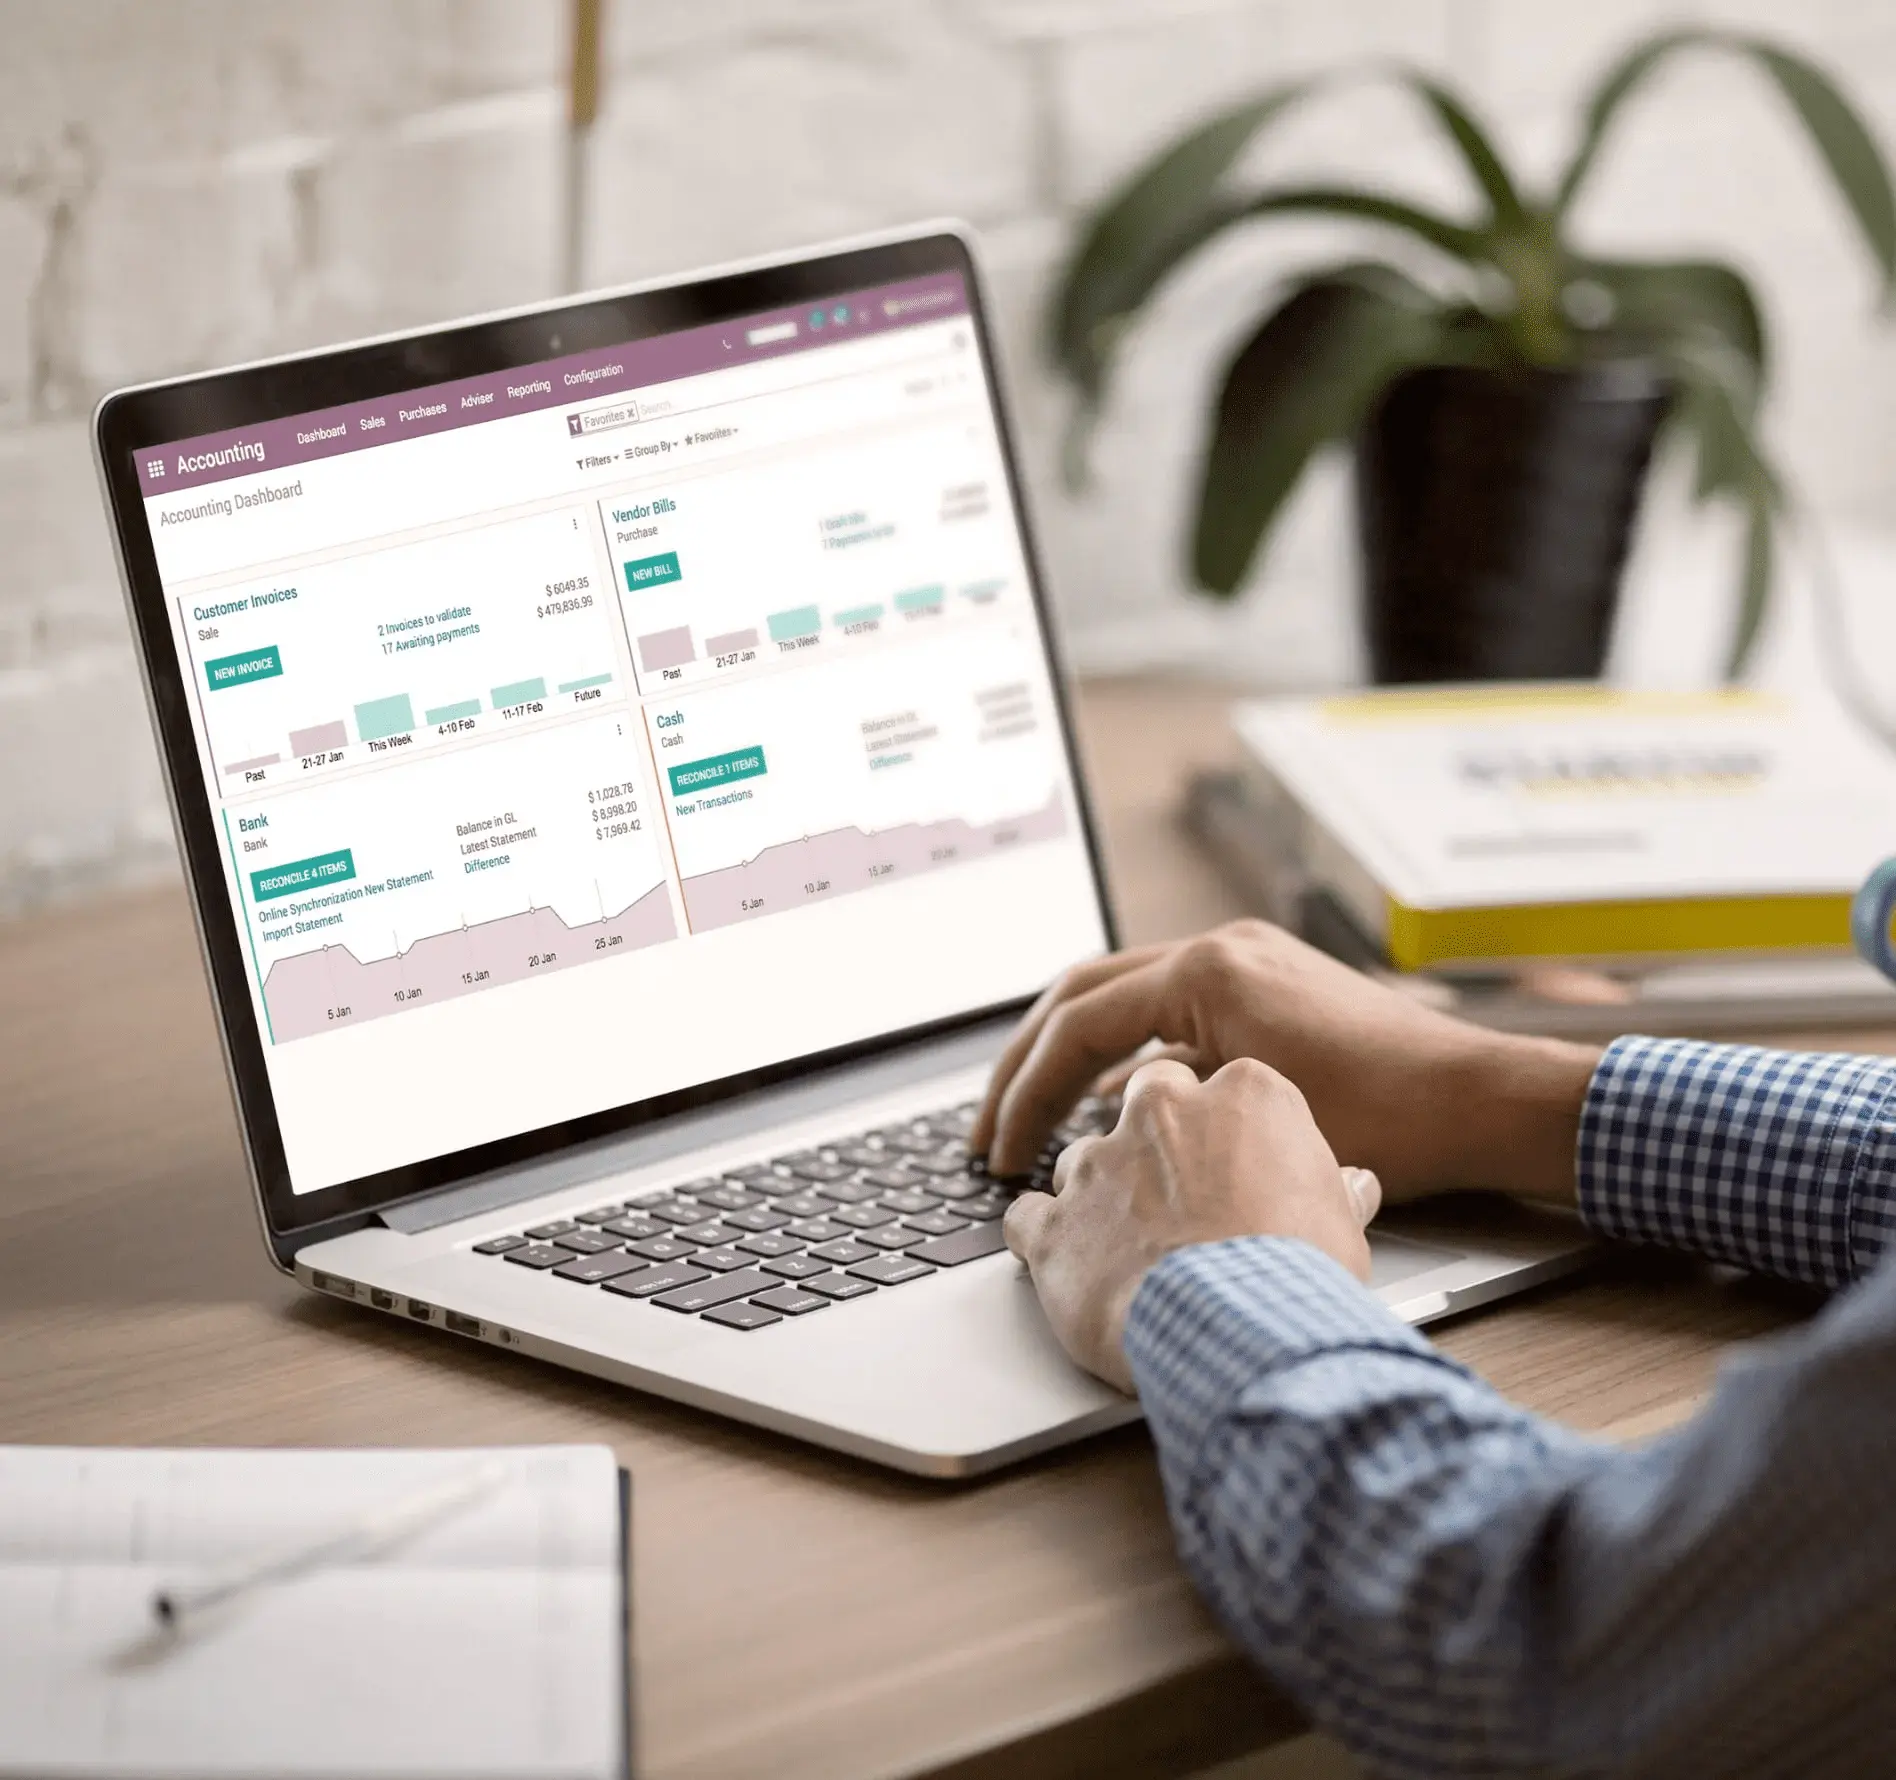 Accounting Dashboard Sales Purchases Adviser Reporting Configuration
Accounting Dashboard
Favorites x Search...
Filters Group By Favorites
Customer Invoices
Sale
NEW INVOICE
2 Invoices to validate $ 6049.35
17 Awaiting payments $ 479,836.99
Past 21-27 Jan This Week 4-10 Feb 11-17 Feb Future
Vendor Bills
Purchase
NEW BILL
7 Payments
Past 21-27 Jan This Week 4-10 Feb
Bank
Bank
RECONCILE 4 ITEMS
Online Synchronization New Statement
Import Statement
Balance in GL $ 1,028.78
Latest Statement $ 8,998.20
Difference $ 7,969.42
5 Jan 10 Jan 15 Jan 20 Jan 25 Jan
Cash
Cash
RECONCILE 1 ITEMS
New Transactions
Balance in GL
Latest Statement
Difference
5 Jan 10 Jan 15 Jan 20 Jan